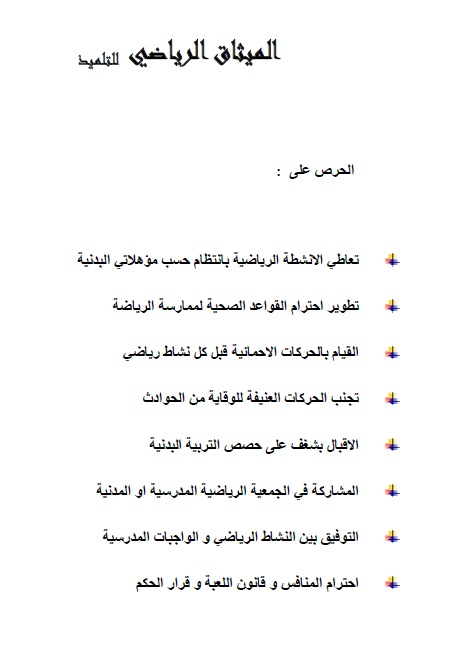 الميثاق الرياضي للتلميذ
الحرص على :
تعاطي الانشطة الرياضية بانتظام حسب مؤهلاتي البدنية
تطوير احترام القواعد الصحية لممارسة الرياضة
القيام بالحركات الاحمائية قبل كل نشاط رياضي
تجنب الحركات العنيفة للوقاية من الحوادث
الاقبال بشغف على حصص التربية البدنية
المشاركة في الجمعية الرياضية المدرسية او المدنية
التوفيق بين النشاط الرياضي و الواجبات المدرسية
احترام المنافس و قانون اللعبة و قرار الحكم